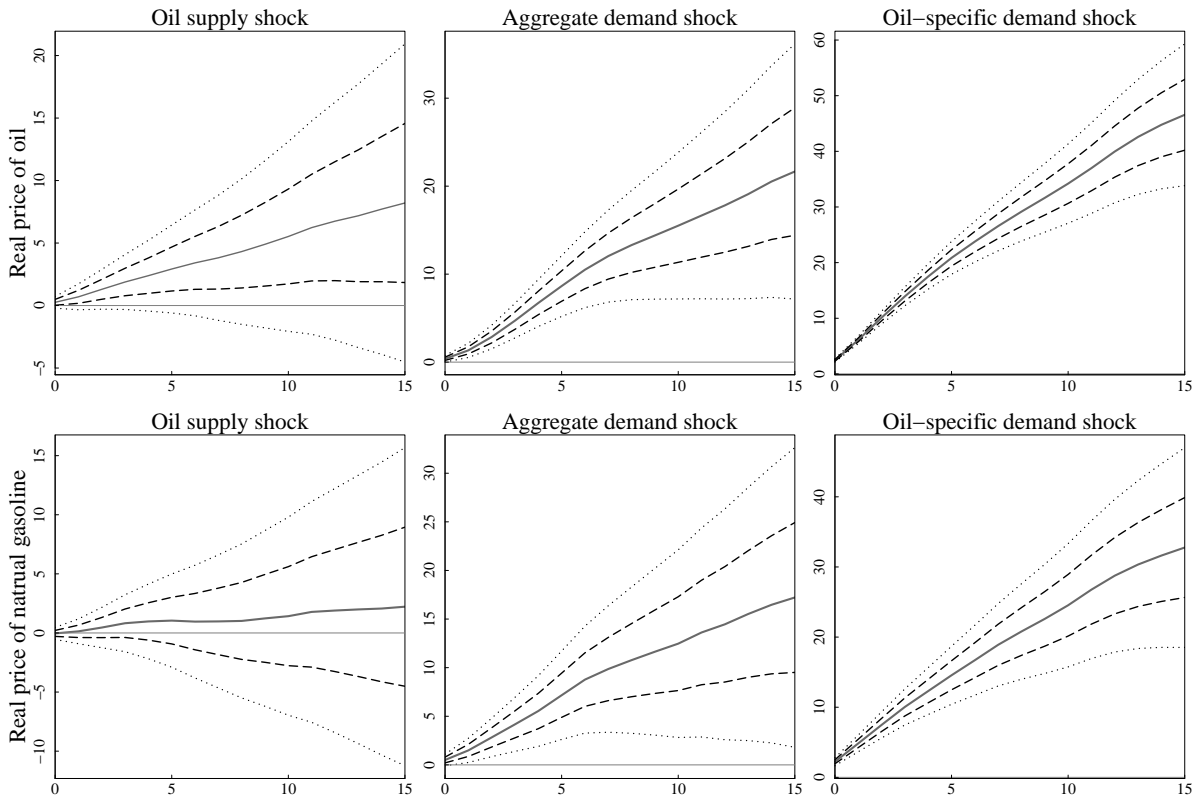 Oil supply shock
Aggregate demand shock
Oil−specific demand shock
Real price of oil
20
15
10
5
0
−5
0 5 10 15
30
20
10
0
0 5 10 15
60
50
40
30
20
10
0
0 5 10 15
Oil supply shock
Aggregate demand shock
Oil−specific demand shock
Real price of natrual gasoline
15
10
5
0
−5
−10
0 5 10 15
30
25
20
15
10
5
0
0 5 10 15
40
30
20
10
0
0 5 10 15